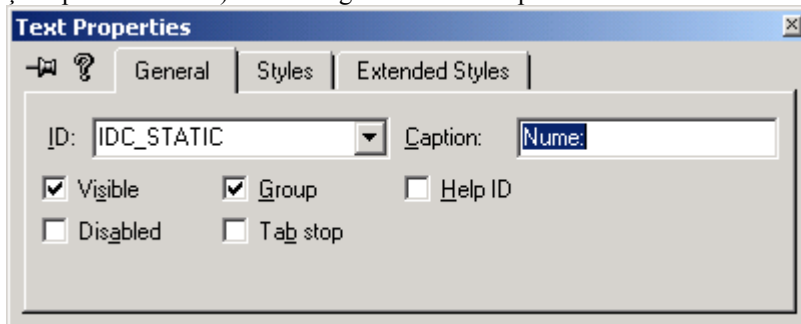 Text Properties
General Styles Extended Styles
ID: IDC_STATIC Caption: Nume:
Visible Group Help ID
Disabled Tab stop